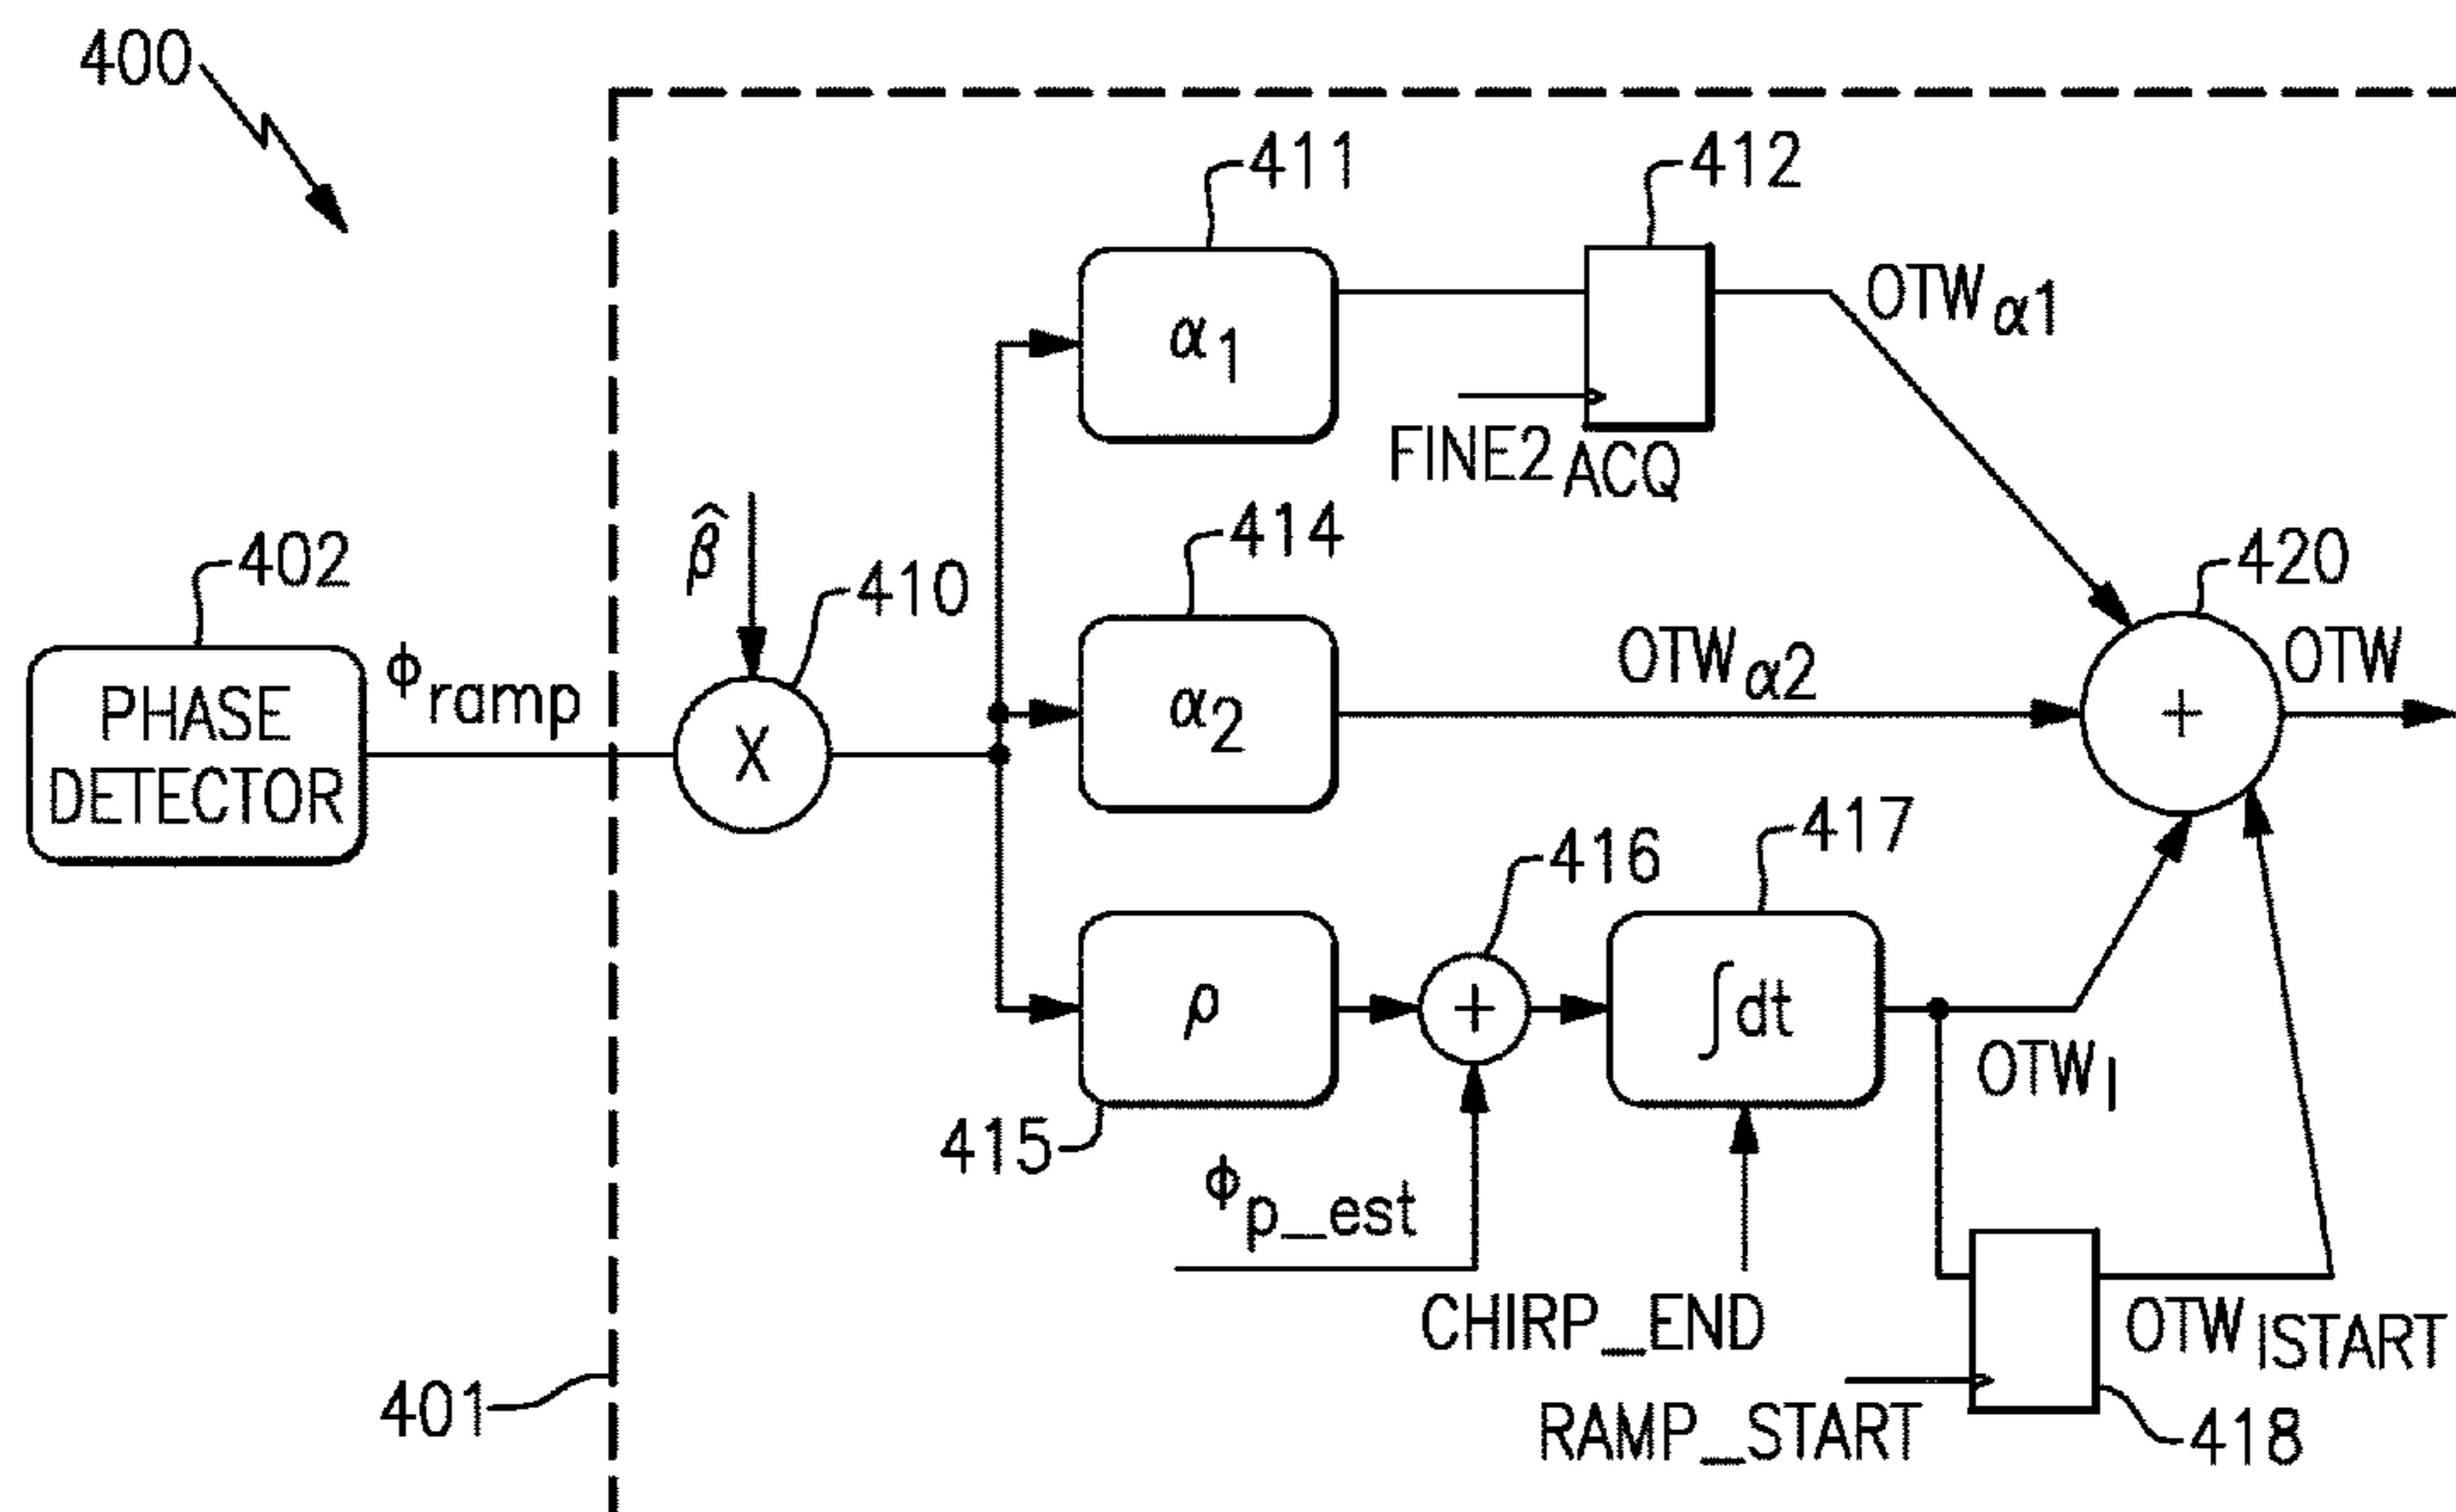 400
411
412
OTWα1
α1
FINE2ACQ
414
402
β̂
410
420
PHASE
DETECTOR
ϕramp
X
α2
OTWα2
+
OTW
416
417
ρ
+
∫dt
415
OTWI
ϕp_est
CHIRP_END
OTWISTART
401
RAMP_START
418